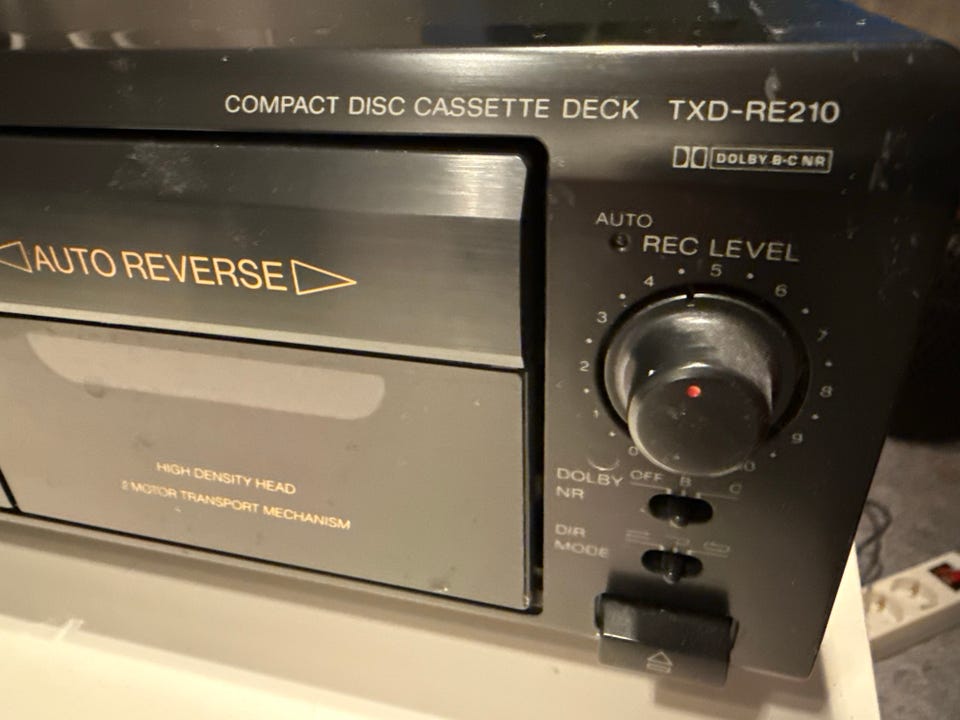 COMPACT DISC CASSETTE DECK TXD-RE210
DOLBY B-C NR
AUTO
REC LEVEL
AUTO REVERSE
0 1 2 3 4 5 6 7 8 9 10
HIGH DENSITY HEAD
2 MOTOR TRANSPORT MECHANISM
DOLBY NR OFF B C
DIR MODE